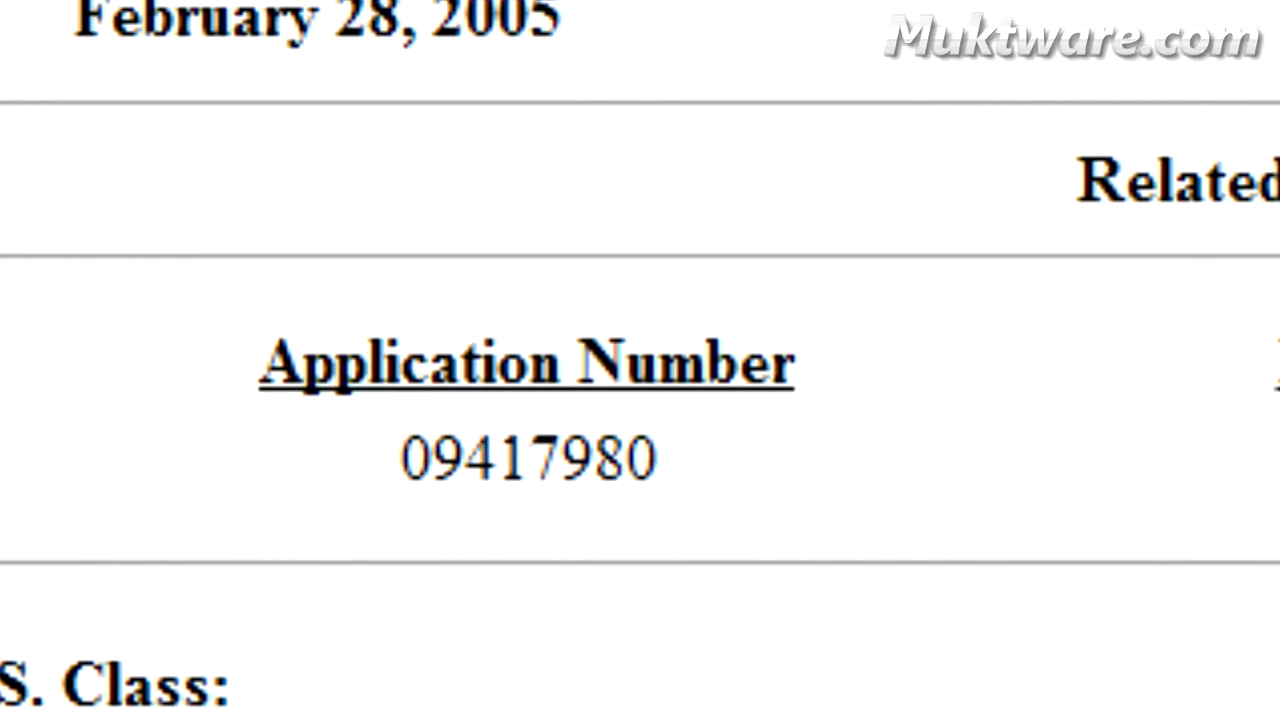 February 28, 2005
Muktware.com
Related
Application Number
09417980
S. Class: